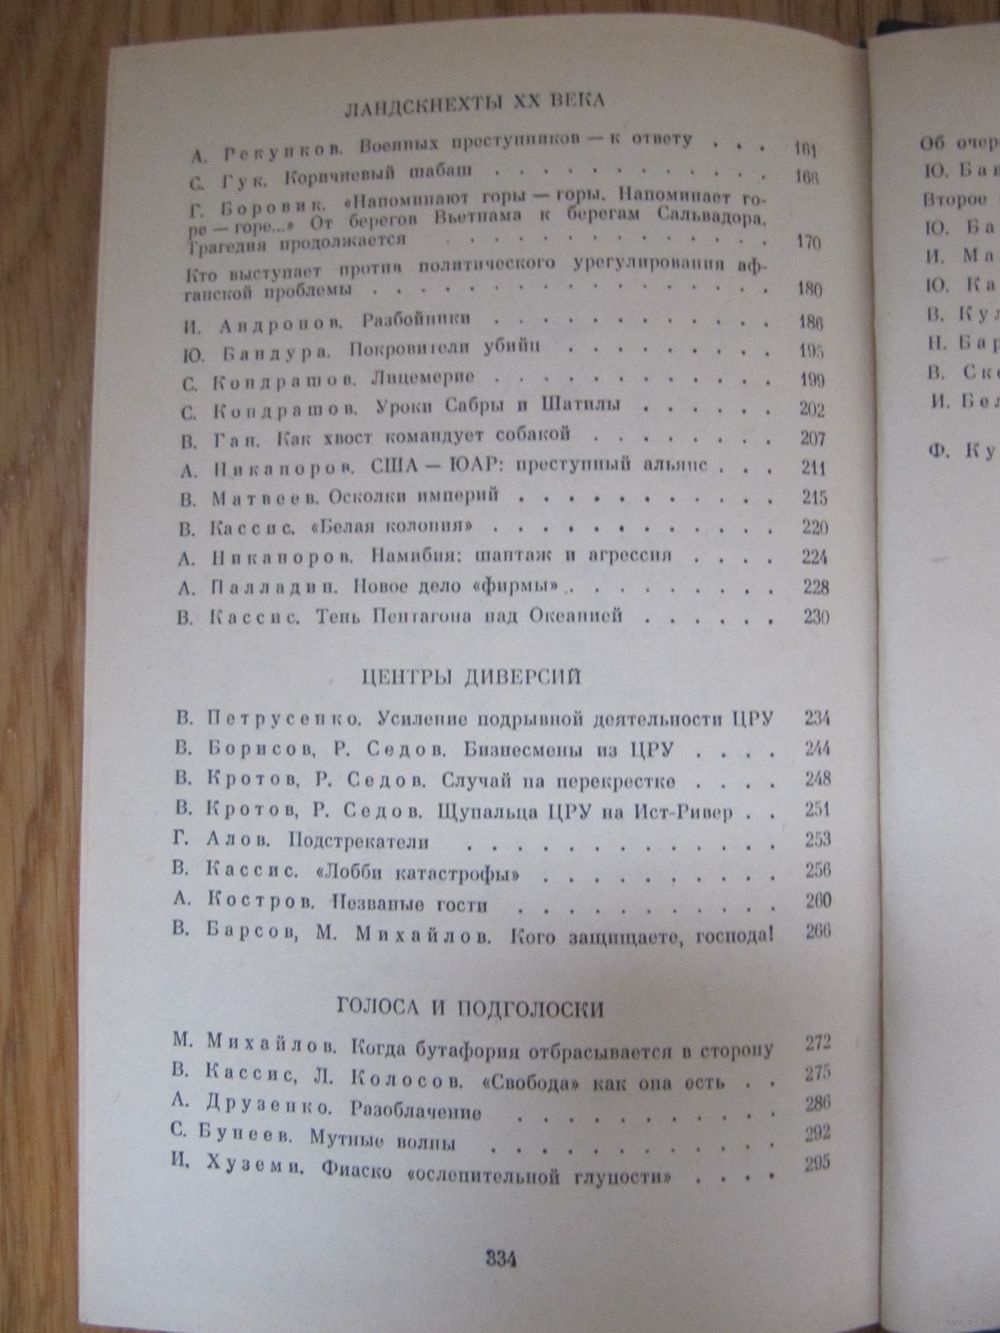 ЛАНДСКНЕХТЫ XX ВЕКА
А. Рекунков. Военных преступников — к ответу . . . 161
С. Гук. Коричневый шабаш . . . . . . . . . . . . . 168
Г. Боровик. «Напоминают горы — горы, Напоминает го-
ре — горе...» От берегов Вьетнама к берегам Сальвадора.
Трагедия продолжается . . . . . . . . . . . . . . 170
Кто выступает против политического урегулирования аф-
ганской проблемы . . . . . . . . . . . . . . . . . 180
И. Андронов. Разбойники . . . . . . . . . . . . 186
Ю. Бандура. Покровители убийц . . . . . . . . . 195
С. Кондрашов. Лицемерие . . . . . . . . . . . . 199
С. Кондрашов. Уроки Сабры и Шатилы . . . . . . 202
В. Ган. Как хвост командует собакой . . . . . . . . 207
А. Никаноров. США — ЮАР: преступный альянс . . . 211
В. Матвеев. Осколки империй . . . . . . . . . . . 215
В. Кассис. «Белая колония» . . . . . . . . . . . . 220
А. Никаноров. Намибия: шантаж и агрессия . . . . 224
А. Палладин. Новое дело «фирмы» . . . . . . . . . 228
В. Кассис. Тень Пентагона над Океанией . . . . . . 230
ЦЕНТРЫ ДИВЕРСИЙ
В. Петрусенко. Усиление подрывной деятельности ЦРУ 234
В. Борисов, Р. Седов. Бизнесмены из ЦРУ . . . . 244
В. Кротов, Р. Седов. Случай на перекрестке . . . . 248
В. Кротов, Р. Седов. Щупальца ЦРУ на Ист-Ривер . . 251
Г. Алов. Подстрекатели . . . . . . . . . . . . . 253
В. Кассис. «Лобби катастрофы» . . . . . . . . . . 256
А. Костров. Незваные гости . . . . . . . . . . . 260
В. Барсов, М. Михайлов. Кого защищаете, господа! 266
ГОЛОСА И ПОДГОЛОСКИ
М. Михайлов. Когда бутафория отбрасывается в сторону 272
В. Кассис, Л. Колосов. «Свобода» как она есть . . 275
А. Друзенко. Разоблачение . . . . . . . . . . . 286
С. Бунеев. Мутные волны . . . . . . . . . . . . 292
И. Хуземи. Фиаско «ослепительной глупости» . . . . 295
334
Об очер
Ю. Бан
Второе
Ю. Ба
И. Ма
Ю. Ка
В. Кул
Н. Бар
В. Ско
И. Бел
Ф. Ку